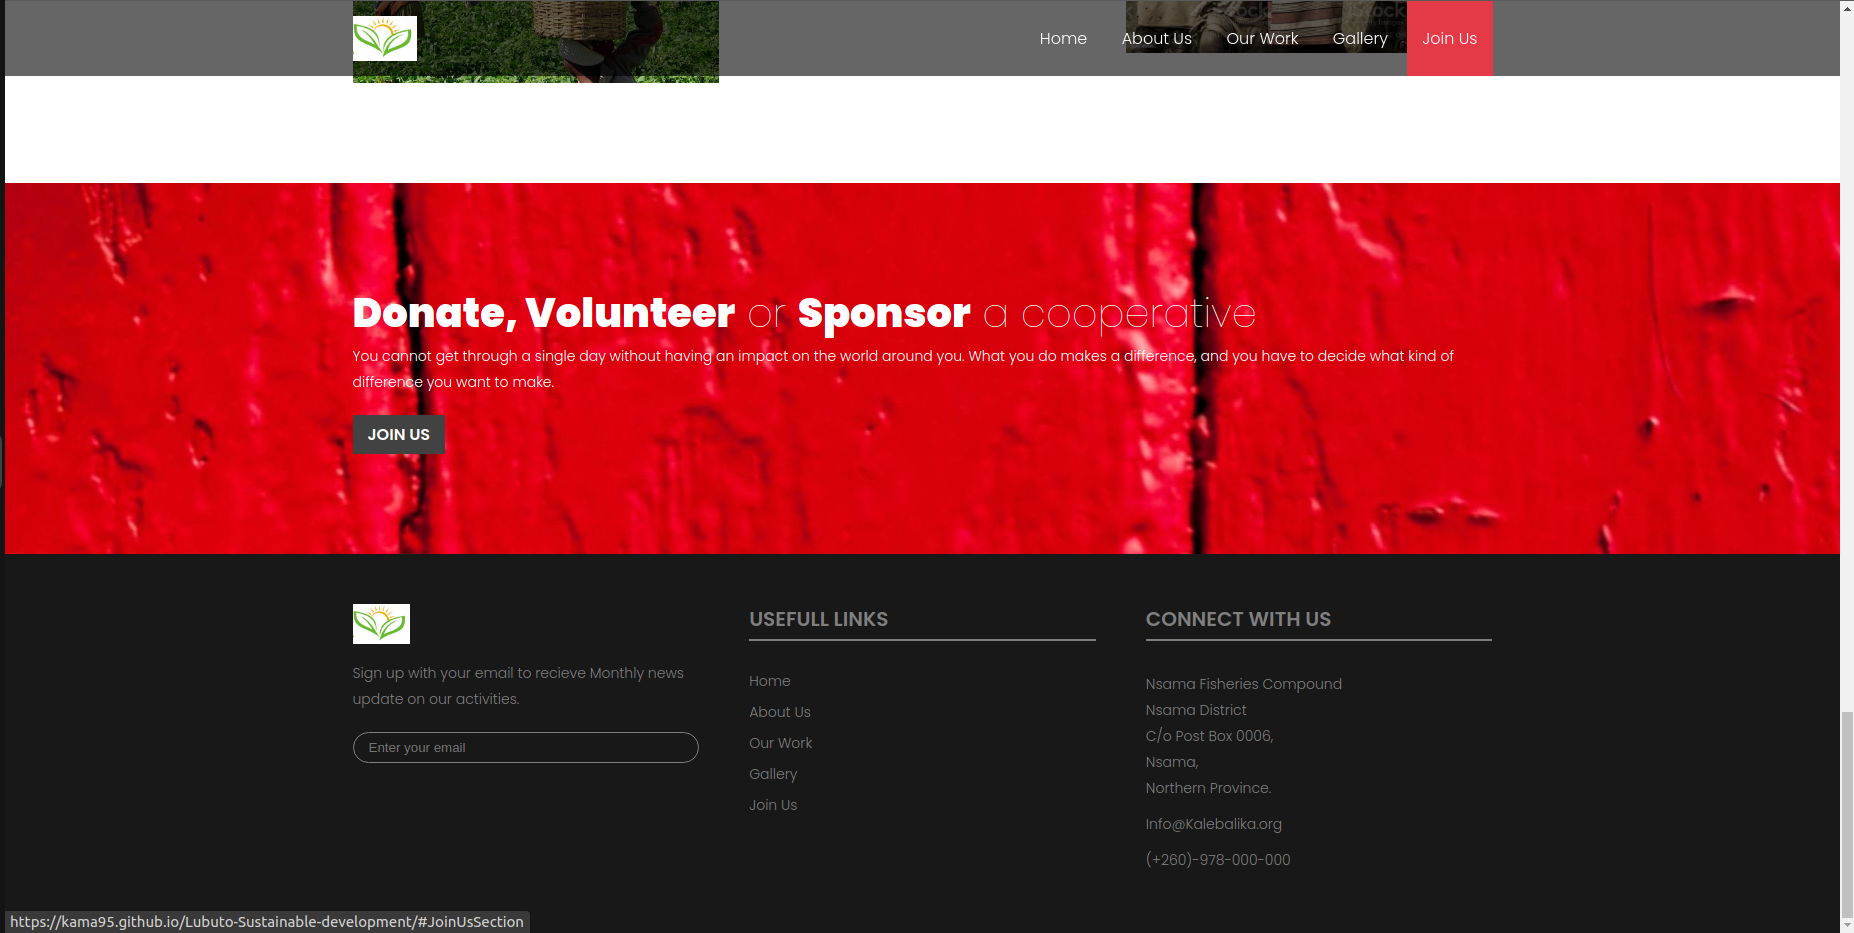 Home About Us Our Work Gallery Join Us
Donate, Volunteer or Sponsor a cooperative
You cannot get through a single day without having an impact on the world around you. What you do makes a difference, and you have to decide what kind of
difference you want to make.
JOIN US
Sign up with your email to recieve Monthly news
update on our activities.
Enter your email
USEFULL LINKS
Home
About Us
Our Work
Gallery
Join Us
CONNECT WITH US
Nsama Fisheries Compound
Nsama District
C/o Post Box 0006,
Nsama,
Northern Province.
Info@Kalebalika.org
(+260)-978-000-000
https://kama95.github.io/Lubuto-Sustainable-development/#JoinUsSection